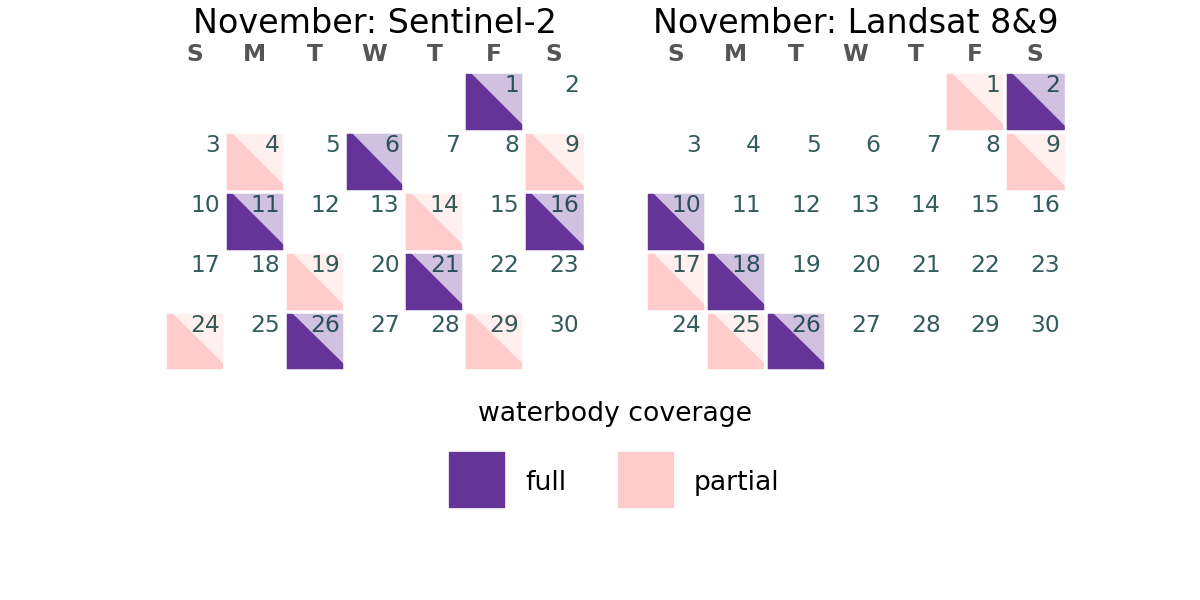 November: Sentinel-2
S M T W T F S
1 2
3 4 5 6 7 8 9
10 11 12 13 14 15 16
17 18 19 20 21 22 23
24 25 26 27 28 29 30
November: Landsat 8&9
S M T W T F S
1 2
3 4 5 6 7 8 9
10 11 12 13 14 15 16
17 18 19 20 21 22 23
24 25 26 27 28 29 30
waterbody coverage
full partial